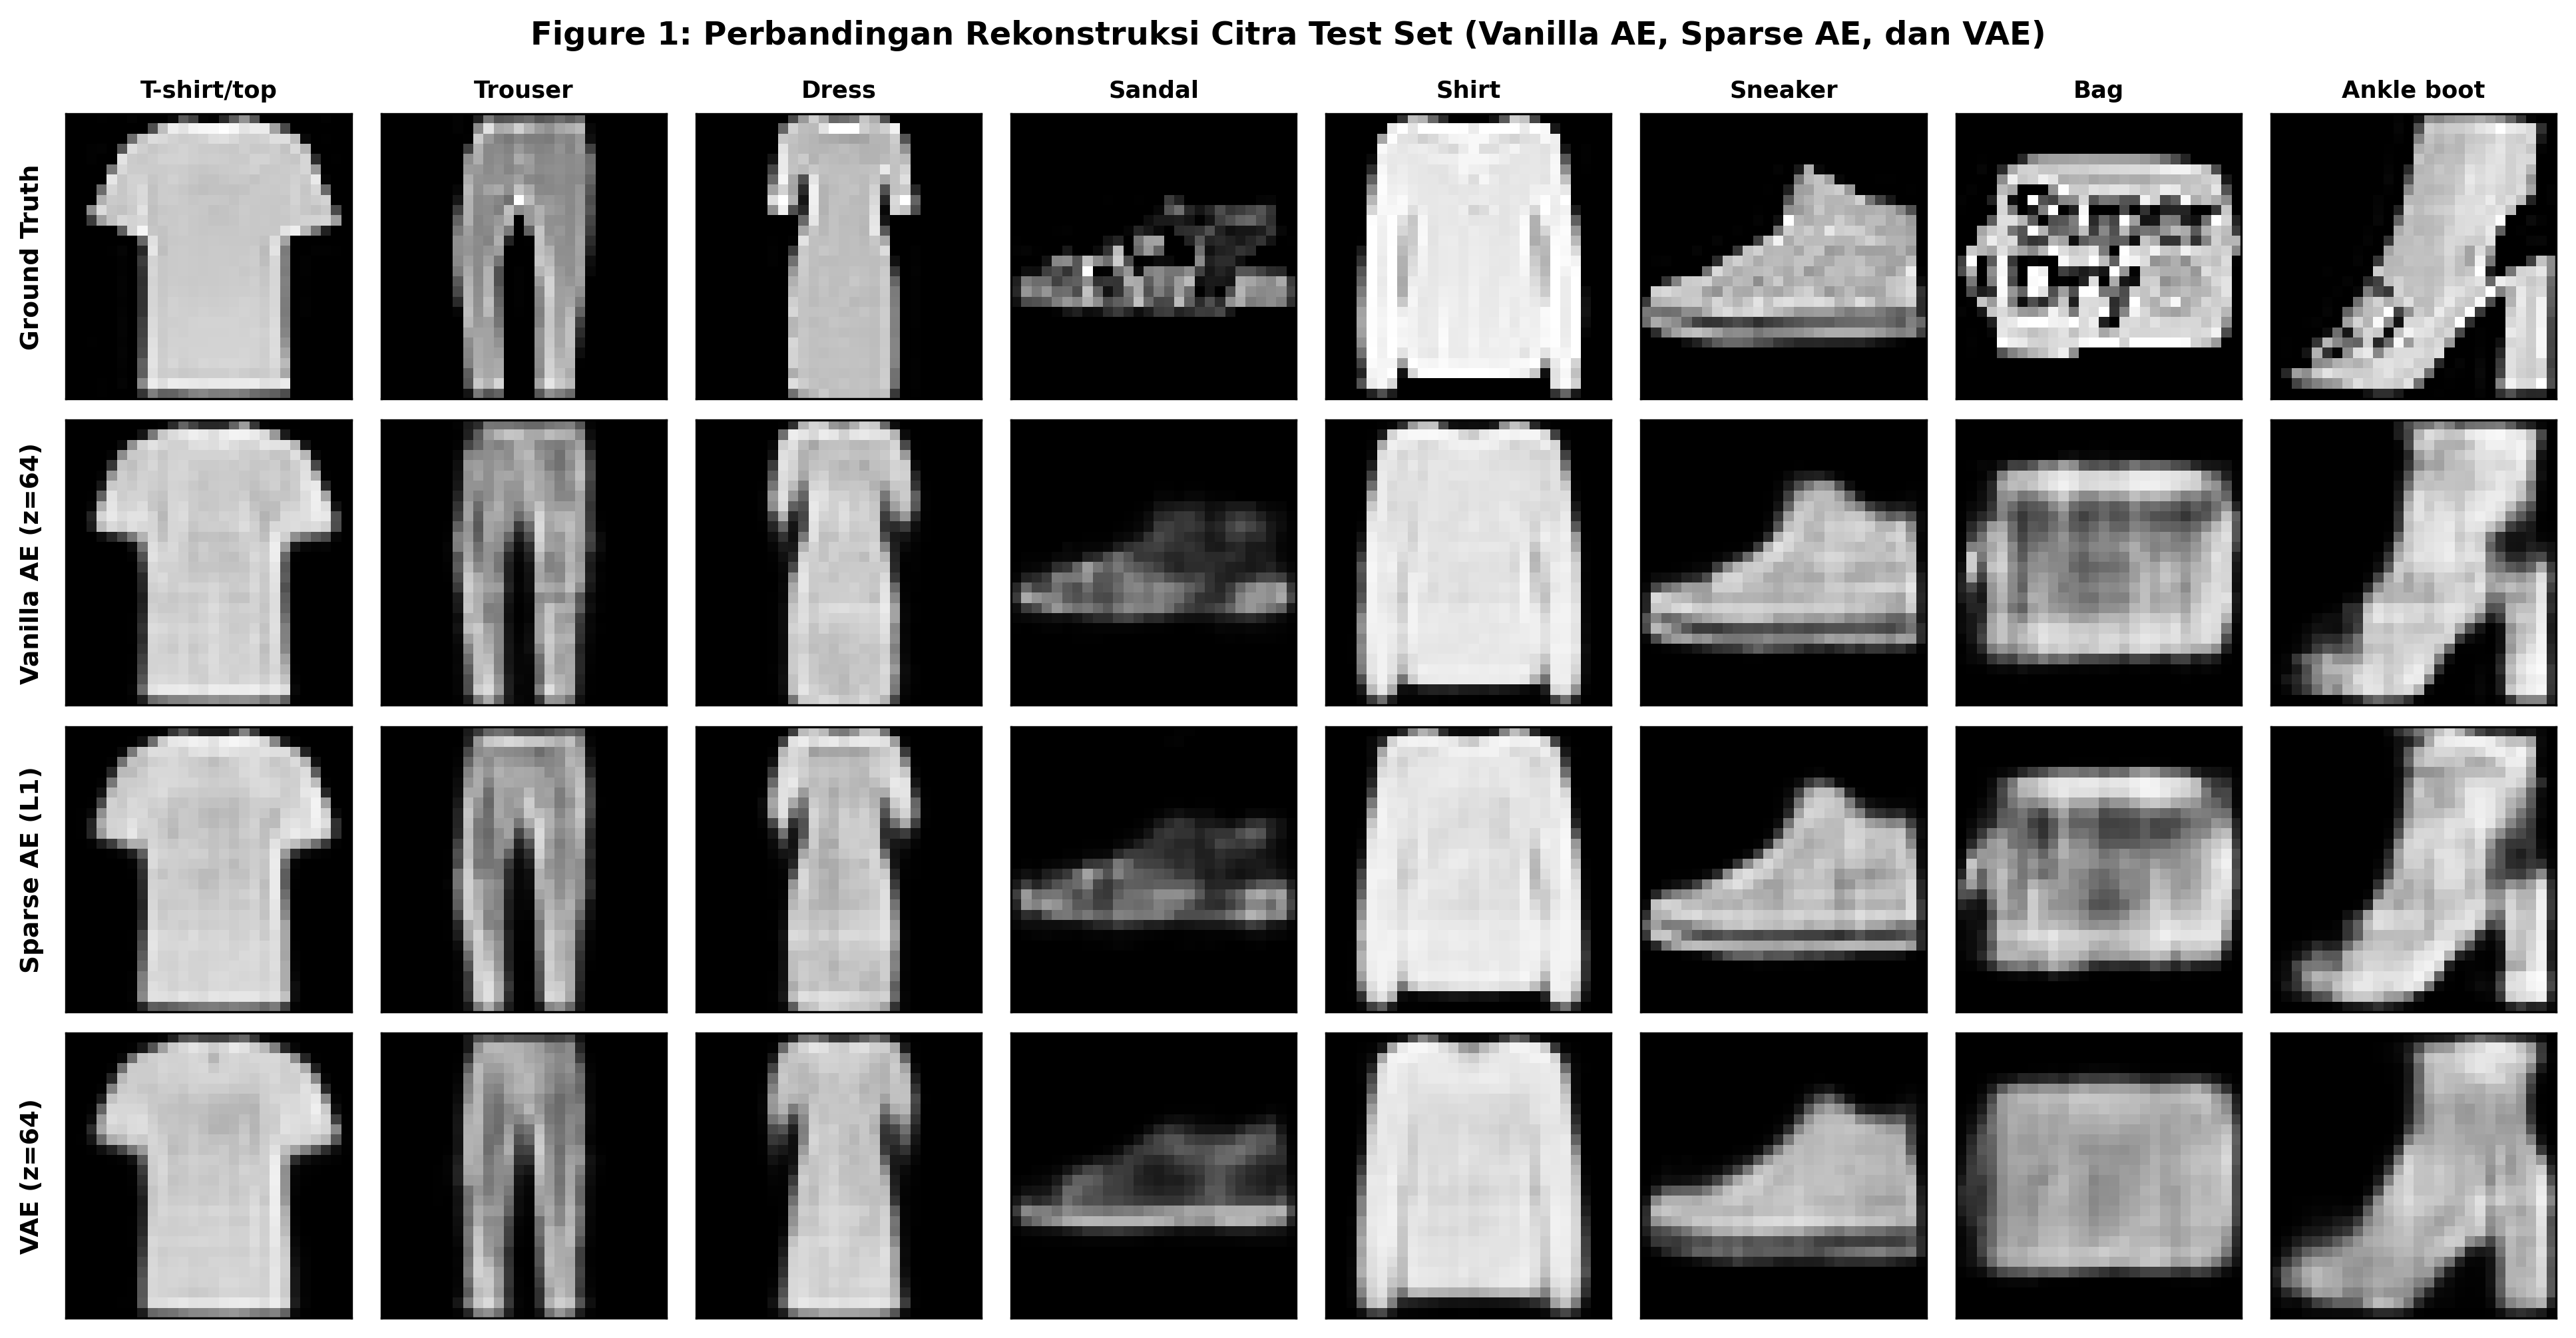 Figure 1: Perbandingan Rekonstruksi Citra Test Set (Vanilla AE, Sparse AE, dan VAE)
T-shirt/top Trouser Dress Sandal Shirt Sneaker Bag Ankle boot
Ground Truth
Vanilla AE (z=64)
Sparse AE (L1)
VAE (z=64)